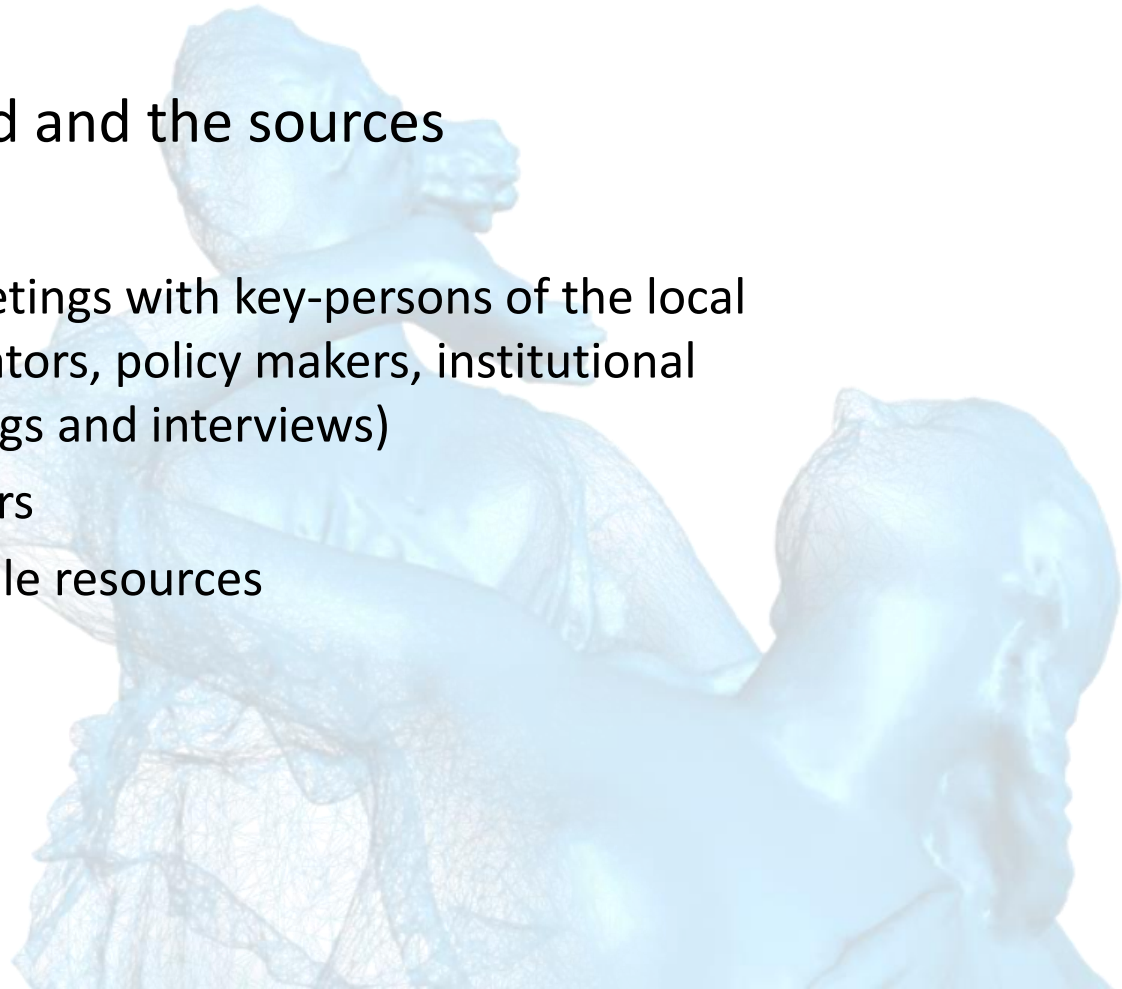 d and the sources
etings with key-persons of the local
ators, policy makers, institutional
gs and interviews)
rs
le resources